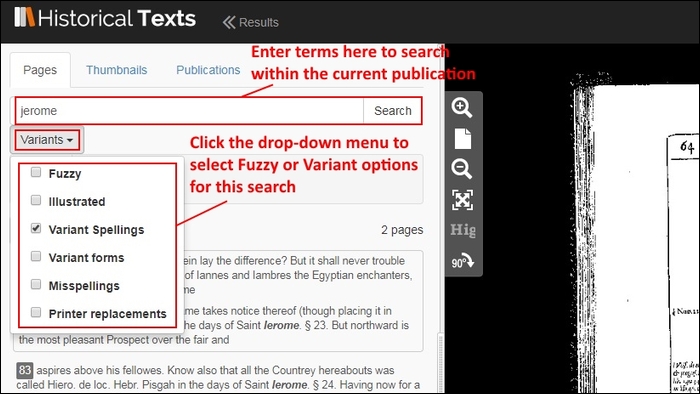 Historical Texts
Results
Enter terms here to search
within the current publication
Pages
Thumbnails
Publications
jerome
Search
Variants
Click the drop-down menu to
select Fuzzy or Variant options
for this search
Fuzzy
Illustrated
Variant Spellings
Variant forms
Misspellings
Printer replacements
2 pages
ein lay the difference? But it shall never trouble
of Iannes and Iambres the Egyptian enchanters,
me
me takes notice thereof (though placing it in
the days of Saint Ierome. § 23. But northward is
the most pleasant Prospect over the fair and
83 aspires above his fellowes. Know also that all the Countrey hereabouts was
called Hiero. de loc. Hebr. Pisgah in the days of Saint Ierome. § 24. Having now for a
Hig
90°
64